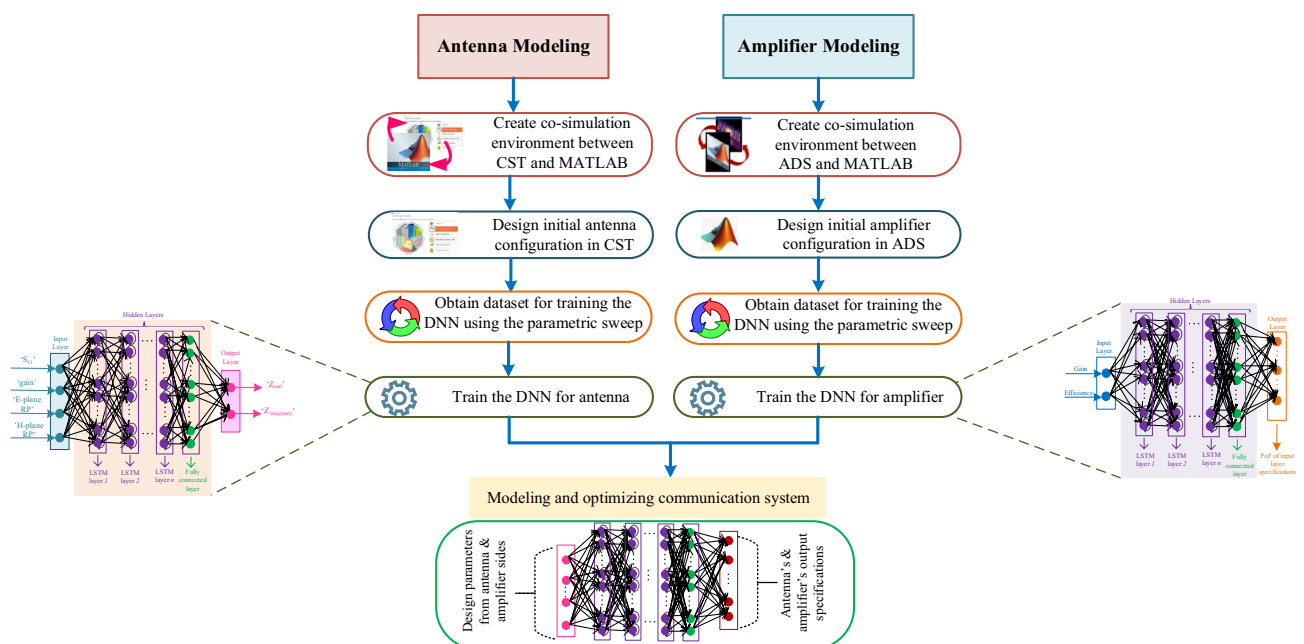 Antenna Modeling
Amplifier Modeling
Create co-simulation
environment between
CST and MATLAB
MATLAB
Create co-simulation
environment between
ADS and MATLAB
Design initial antenna
configuration in CST
Design initial amplifier
configuration in ADS
Obtain dataset for training the
DNN using the parametric sweep
Obtain dataset for training the
DNN using the parametric sweep
Train the DNN for antenna
Train the DNN for amplifier
Hidden Layers
Input
Layer
Output
Layer
'S11'
'gain'
'E-plane
RP'
'H-plane
RP'
'Zreal'
'Zimaginary'
LSTM
layer 1
LSTM
layer 2
LSTM
layer n
Fully
connected
layer
Hidden Layers
Input
Layer
Output
Layer
Gain
Efficiency
LSTM
layer 1
LSTM
layer 2
LSTM
layer n
Fully
connected
layer
PoF of input
layer
specifications
Modeling and optimizing communication system
Design parameters
from antenna &
amplifier sides
Antenna's &
amplifier's output
specifications